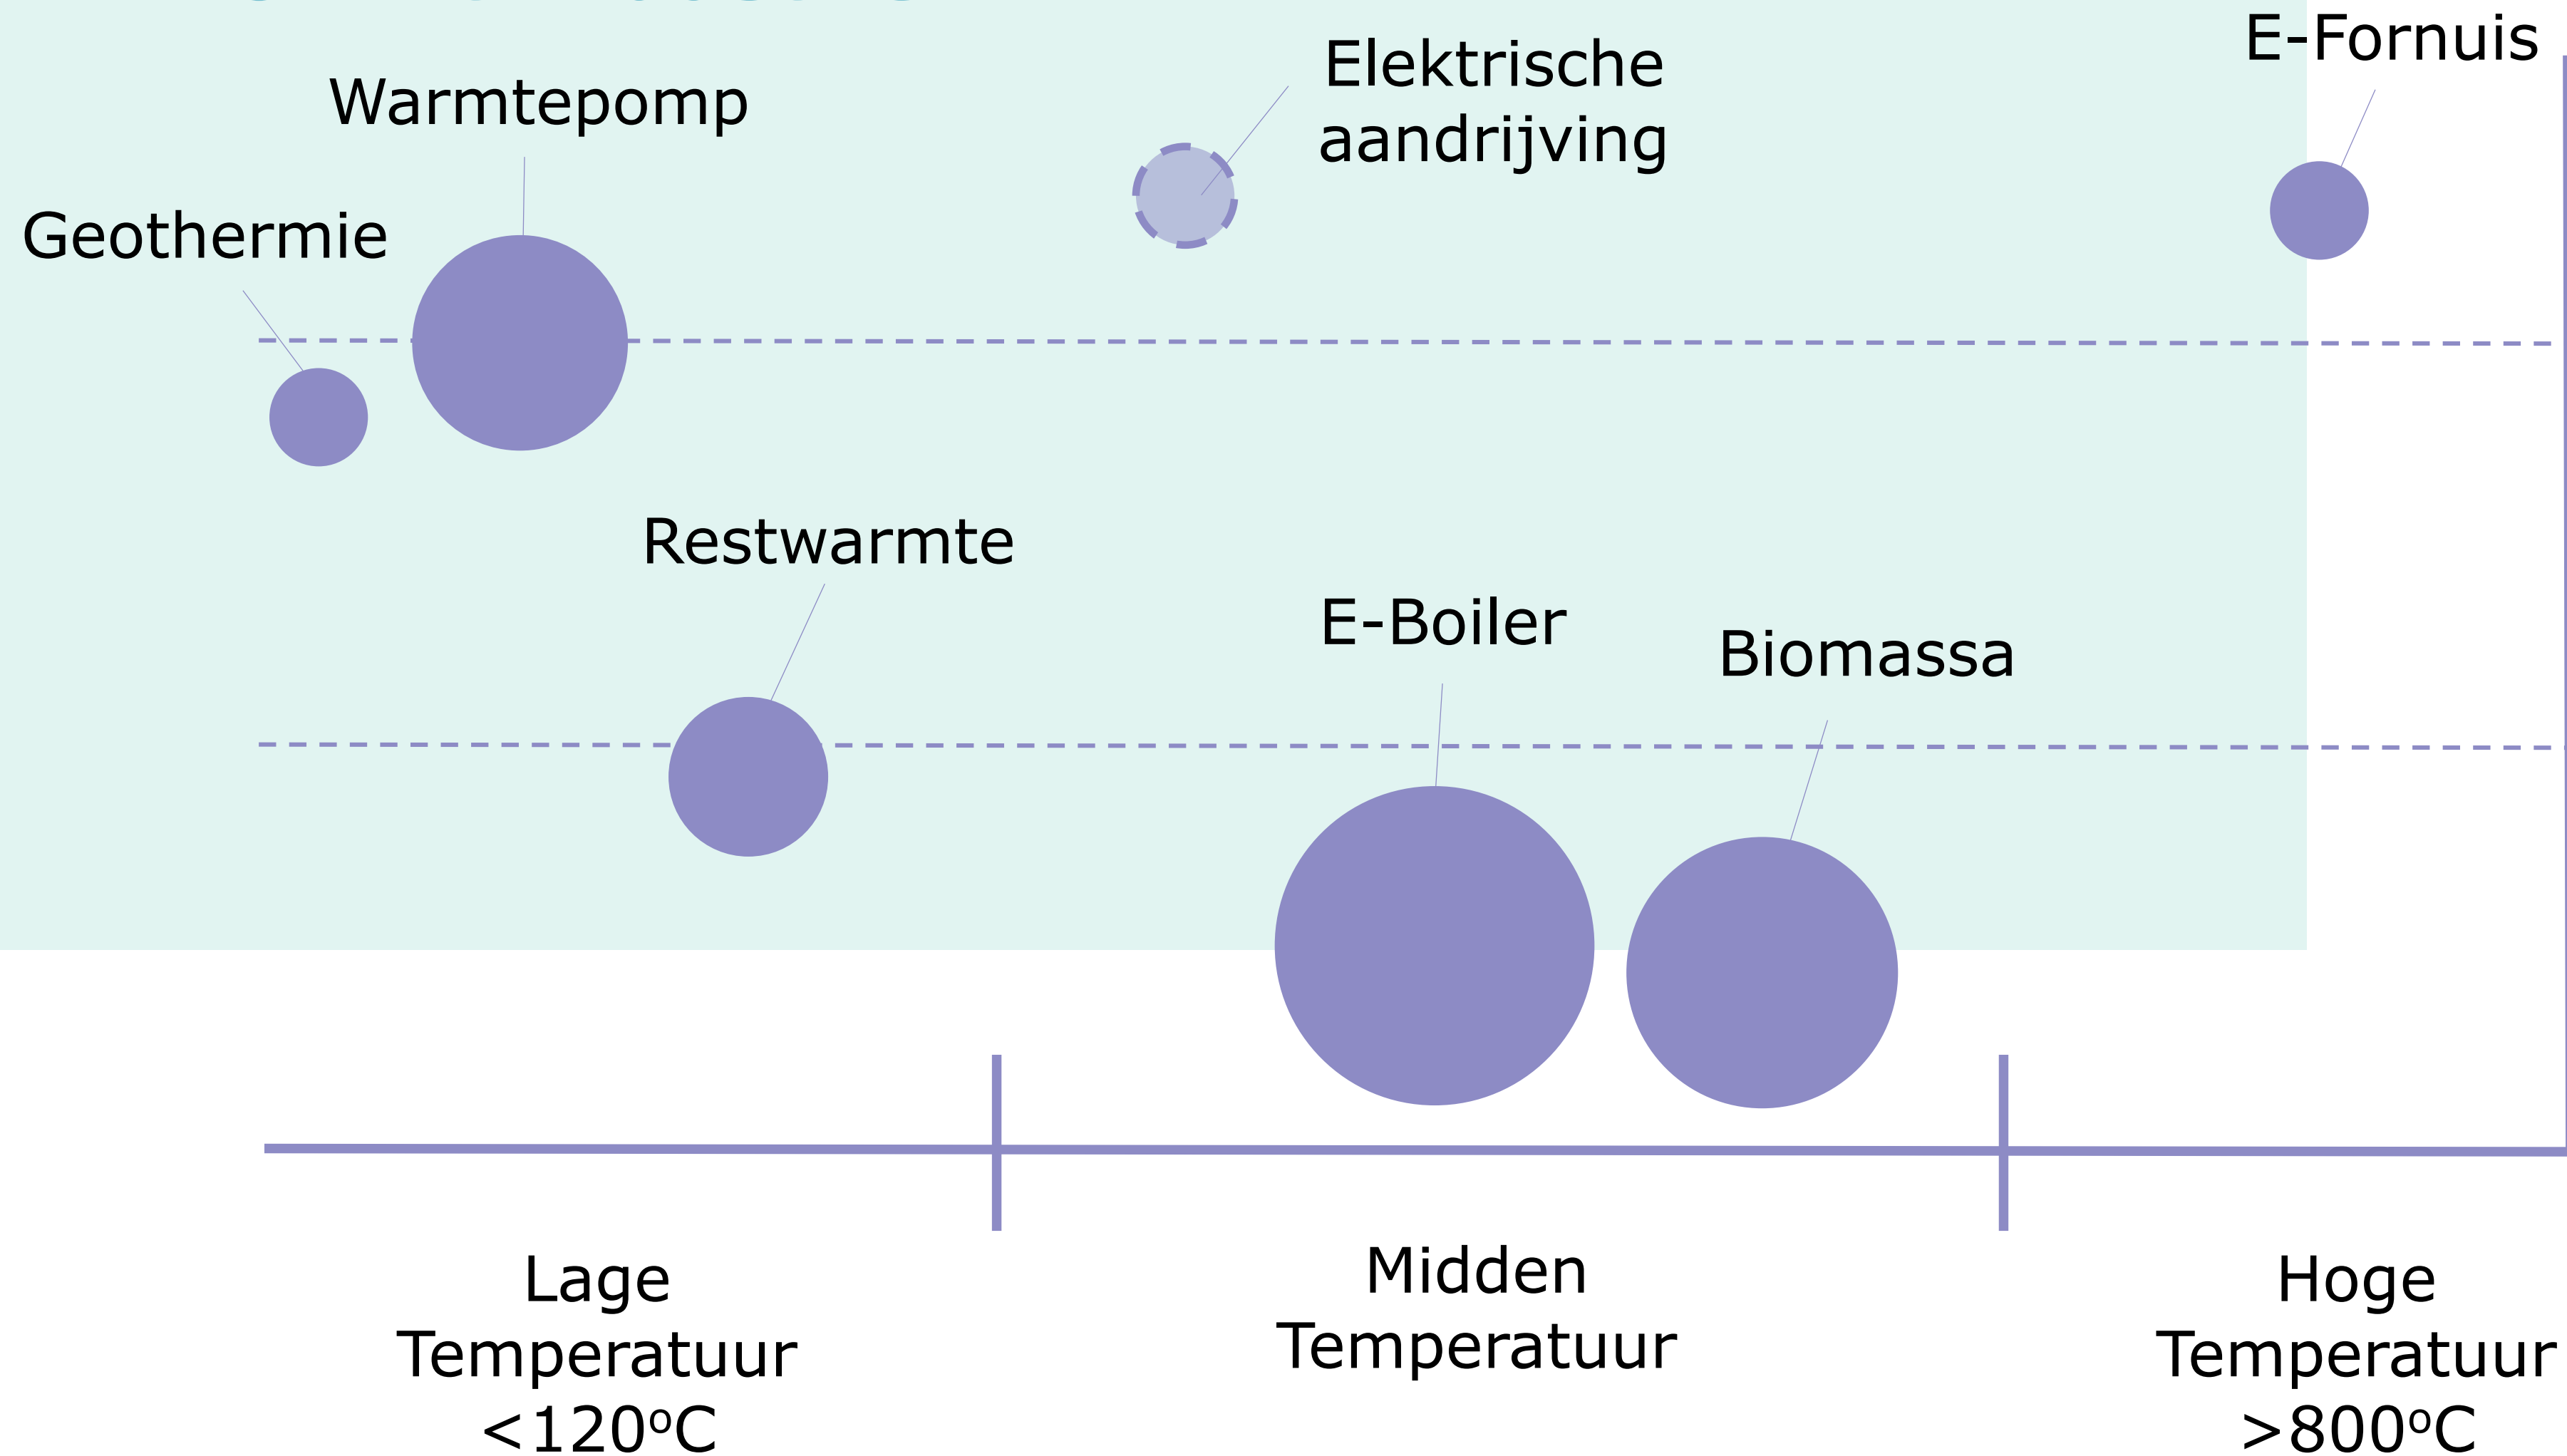 E-Fornuis
Elektrische
aandrijving
Warmtepomp
Geothermie
Restwarmte
E-Boiler
Biomassa
Lage
Temperatuur
<120ºC
Midden
Temperatuur
Hoge
Temperatuur
>800ºC